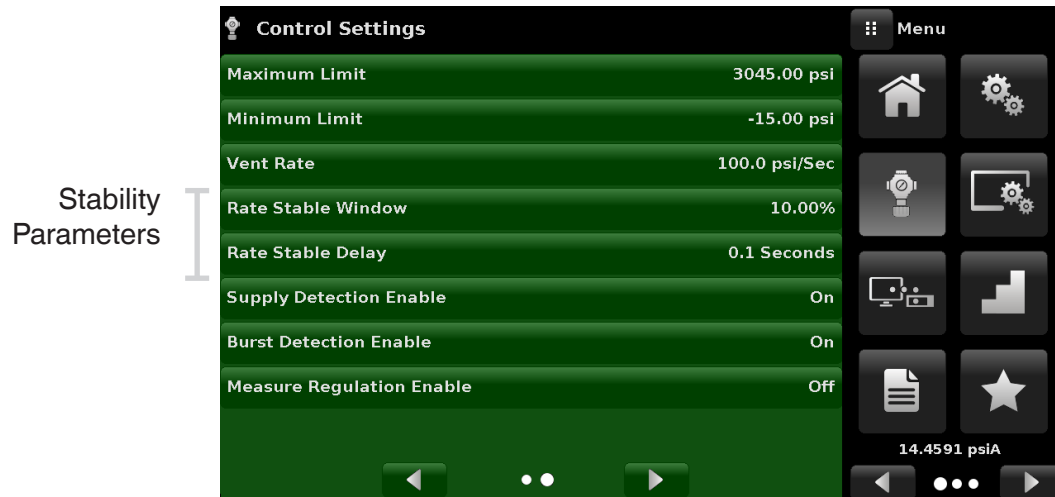 Control Settings
Menu
Maximum Limit 3045.00 psi
Minimum Limit -15.00 psi
Vent Rate 100.0 psi/Sec
Stability
Parameters
Rate Stable Window 10.00%
Rate Stable Delay 0.1 Seconds
Supply Detection Enable On
Burst Detection Enable On
Measure Regulation Enable Off
14.4591 psiA